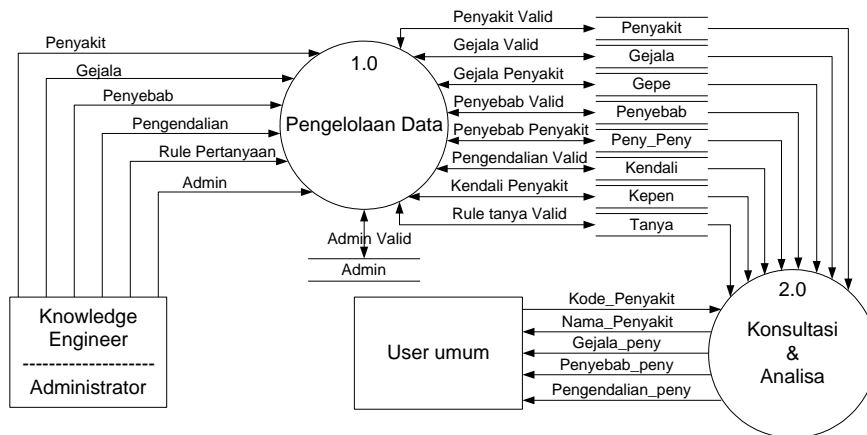 Penyakit
Gejala
Penyebab
Pengendalian
Rule Pertanyaan
Admin
1.0
Pengelolaan Data
Penyakit Valid
Gejala Valid
Gejala Penyakit
Penyebab Valid
Penyebab Penyakit
Pengendalian Valid
Kendali Penyakit
Rule tanya Valid
Penyakit
Gejala
Gepe
Penyebab
Peny_Peny
Kendali
Kepen
Tanya
Admin Valid
Admin
Knowledge
Engineer
---------------------
Administrator
User umum
Kode_Penyakit
Nama_Penyakit
Gejala_peny
Penyebab_peny
Pengendalian_peny
2.0
Konsultasi
&
Analisa